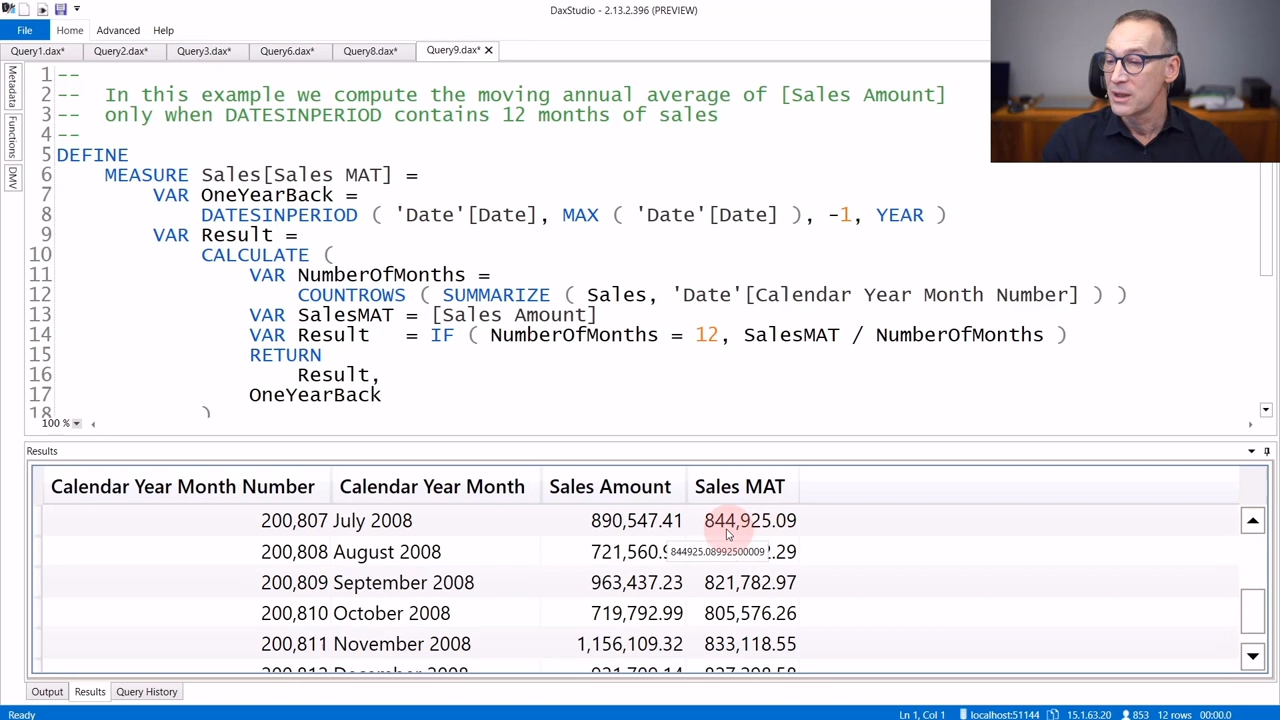 DaxStudio - 2.13.2.396 (PREVIEW)
File Home Advanced Help
Query1.dax* Query2.dax* Query3.dax* Query6.dax* Query8.dax* Query9.dax*
Metadata
Functions
DMV
1 --
2 -- In this example we compute the moving annual average of [Sales Amount]
3 -- only when DATESINPERIOD contains 12 months of sales
4 --
5 DEFINE
6 MEASURE Sales[Sales MAT] =
7 VAR OneYearBack =
8 DATESINPERIOD ( 'Date'[Date], MAX ( 'Date'[Date] ), -1, YEAR )
9 VAR Result =
10 CALCULATE (
11 VAR NumberOfMonths =
12 COUNTROWS ( SUMMARIZE ( Sales, 'Date'[Calendar Year Month Number] ) )
13 VAR SalesMAT = [Sales Amount]
14 VAR Result = IF ( NumberOfMonths = 12, SalesMAT / NumberOfMonths )
15 RETURN
16 Result,
17 OneYearBack
18 )
100 %
Results
Calendar Year Month Number Calendar Year Month Sales Amount Sales MAT
200,807 July 2008 890,547.41 844,925.09
200,808 August 2008 721,560. .29
844925.08992500009
200,809 September 2008 963,437.23 821,782.97
200,810 October 2008 719,792.99 805,576.26
200,811 November 2008 1,156,109.32 833,118.55
Output Results Query History
Ready Ln 1, Col 1 localhost:51144 15.1.63.20 853 12 rows 00:00.0